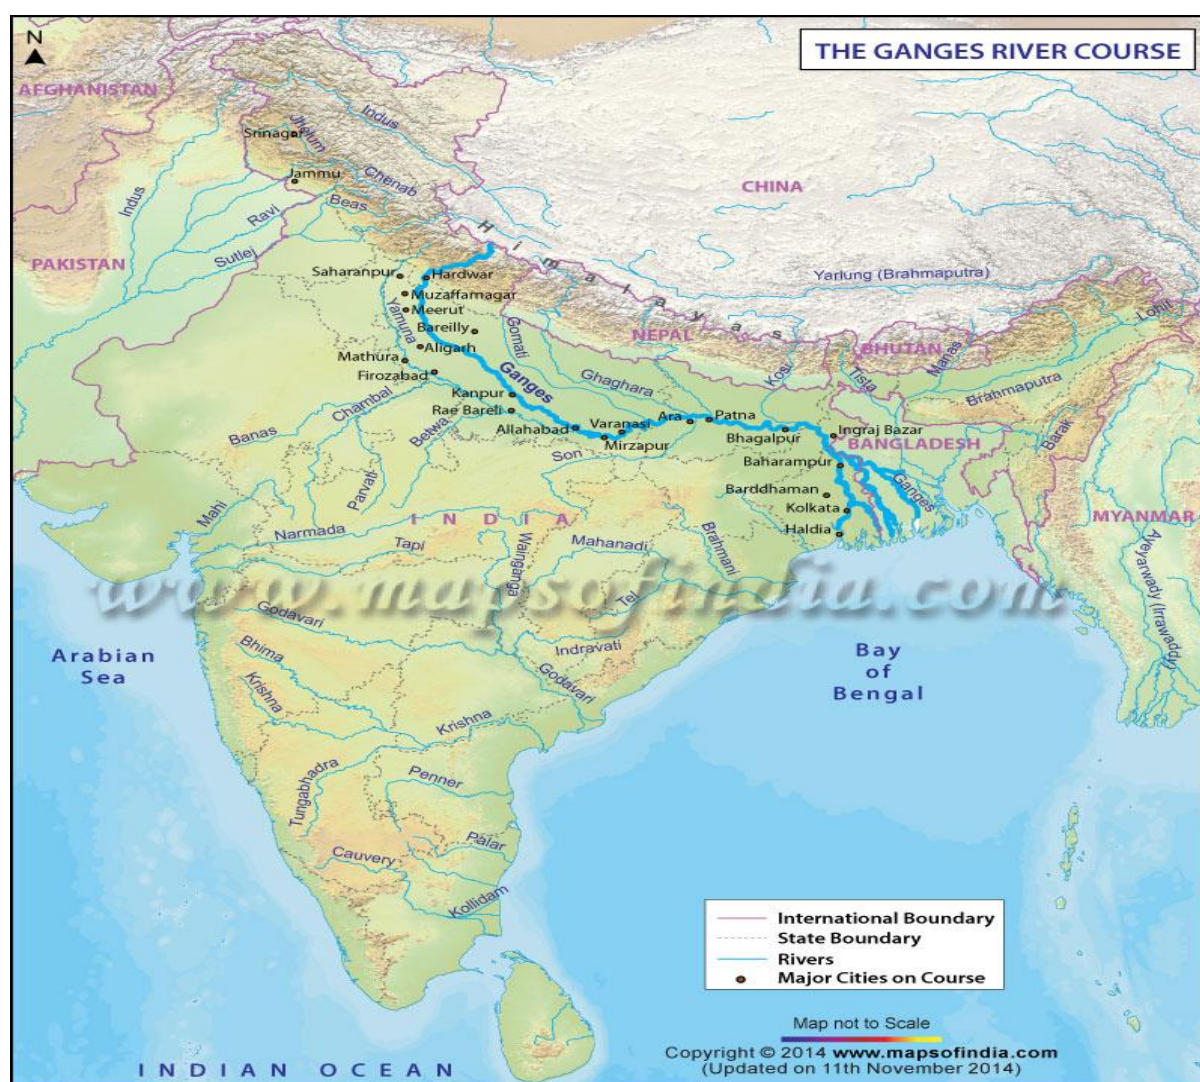 N
THE GANGES RIVER COURSE
AFGHANISTAN
Indus
Srinagar
Jhelum
Chenab
Jammu
CHINA
Indus
Beas
Ravi
Sutlej
Himalayas
PAKISTAN
Saharanpur
Hardwar
Yarlung (Brahmaputra)
Muzaffarnagar
Meerut
Yamuna
Bareilly
Gomati
NEPAL
Lohit
Aligarh
Mathura
BHUTAN
Manas
Firozabad
Ganges
Ghaghara
Kosi
Tista
Brahmaputra
Kanpur
Chambal
Rae Bareli
Betwa
Banas
Allahabad
Varanasi
Ara
Patna
Mirzapur
Bhagalpur
Ingraj Bazar
BANGLADESH
Barak
Son
Baharampur
Parvati
Ganges
Barddhaman
Mahi
Kolkata
INDIA
MYANMAR
Narmada
Haldia
Tapi
Wainganga
Mahanadi
Brahmani
Ayeyarwady (Irrawaddy)
www.mapsofindia.com
Godavari
Tel
Bhima
Indravati
Arabian
Sea
Bay
of
Bengal
Godavari
Krishna
Krishna
Tungabhadra
Penner
Palar
Cauvery
Kollidam
International Boundary
State Boundary
Rivers
Major Cities on Course
Map not to Scale
Copyright © 2014 www.mapsofindia.com
(Updated on 11th November 2014)
INDIAN OCEAN